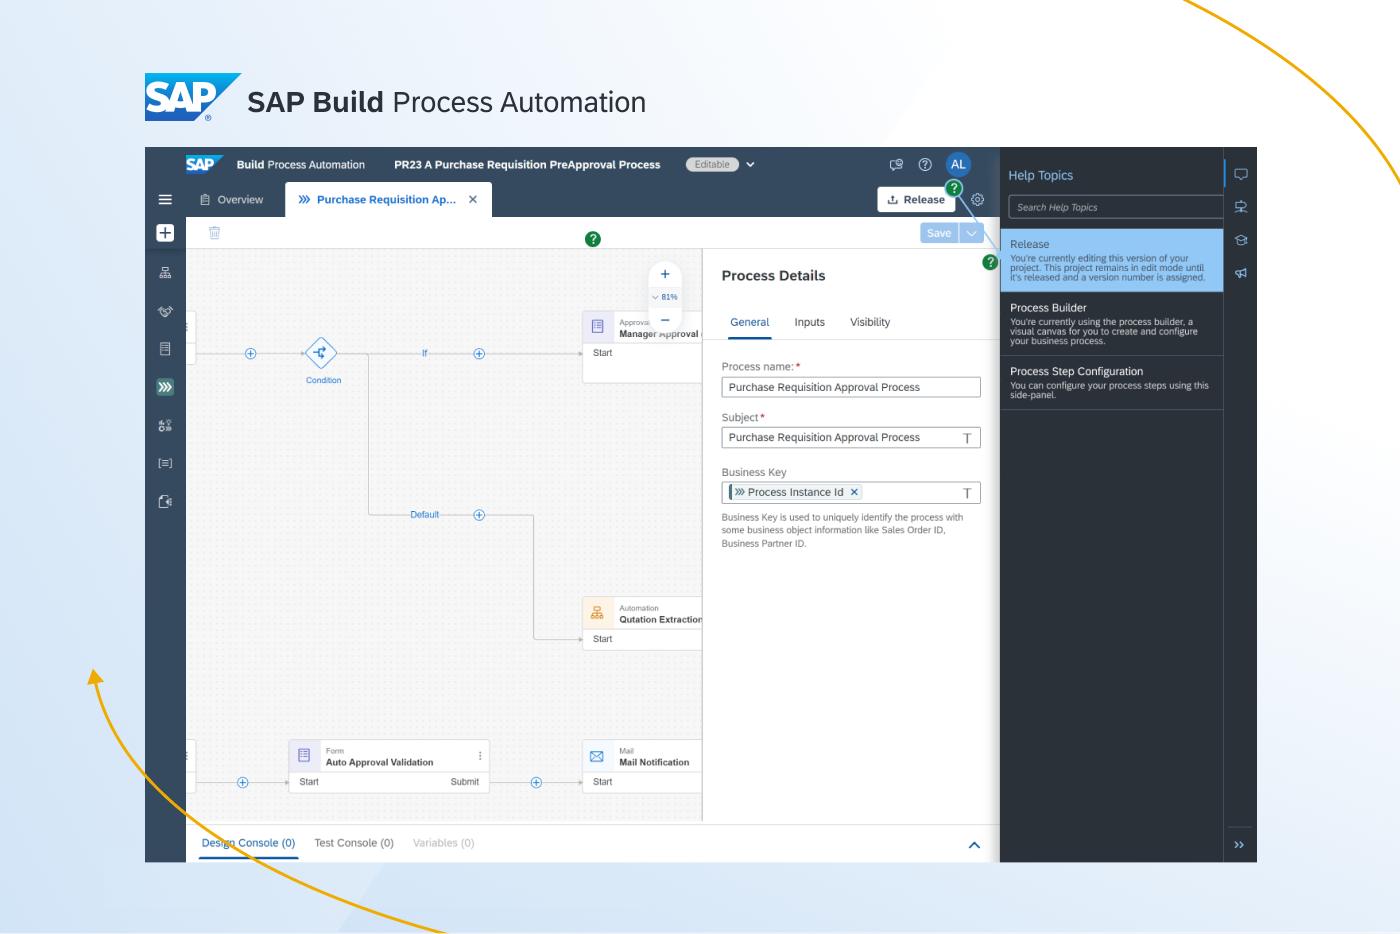 SAP
SAP Build Process Automation
SAP
Build Process Automation
PR23 A Purchase Requisition PreApproval Process
Editable
AL
Overview
Purchase Requisition Ap...
Release
Save
81%
Approva
Manager Approval
Start
If
Condition
Default
Automation
Qutation Extraction
Start
Form
Auto Approval Validation
Start
Submit
Mail
Mail Notification
Start
Design Console (0)
Test Console (0)
Variables (0)
Process Details
General
Inputs
Visibility
Process name:*
Purchase Requisition Approval Process
Subject*
Purchase Requisition Approval Process
T
Business Key
Process Instance Id
T
Business Key is used to uniquely identify the process with
some business object information like Sales Order ID,
Business Partner ID.
Help Topics
Search Help Topics
Release
You're currently editing this version of your
project. This project remains in edit mode until
it's released and a version number is assigned.
Process Builder
You're currently using the process builder, a
visual canvas for you to create and configure
your business process.
Process Step Configuration
You can configure your process steps using this
side-panel.